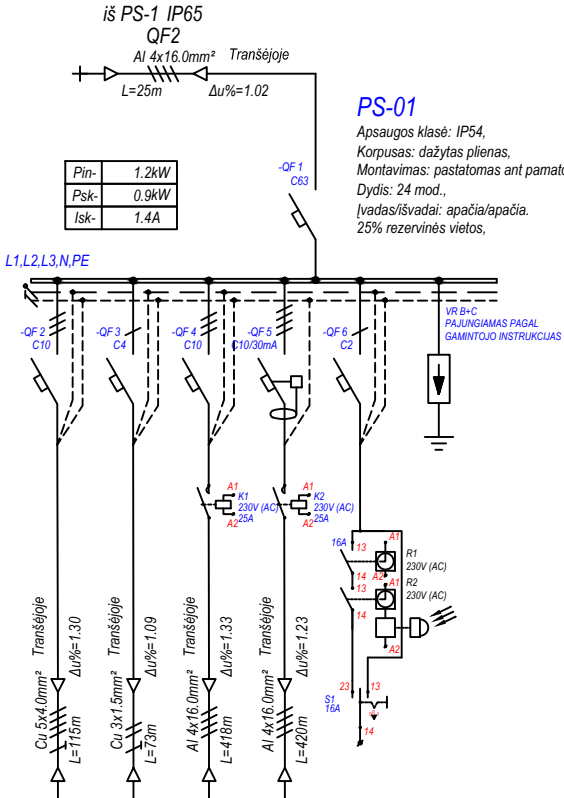 iš PS-1 IP65
QF2
Al 4x16.0mm² Tranšėjoje
L=25m Δu%=1.02
PS-01
Apsaugos klasė: IP54,
Korpusas: dažytas plienas,
Montavimas: pastatomas ant pamato
Dydis: 24 mod.,
Įvadas/išvadai: apačia/apačia.
25% rezervinės vietos,
-QF 1
C63
Pin- 1.2kW
Psk- 0.9kW
Isk- 1.4A
L1,L2,L3,N,PE
-QF 2
C10
-QF 3
C4
-QF 4
C10
-QF 5
C10/30mA
-QF 6
C2
VR B+C
PAJUNGIAMAS PAGAL
GAMINTOJO INSTRUKCIJAS
A1
K1
230V (AC)
25A
A2
A1
K2
230V (AC)
25A
A2
16A
13
14
A1
A2
R1
230V (AC)
13
14
A1
A2
R2
230V (AC)
23
13
S1
16A
14
Cu 5x4.0mm² Tranšėjoje
L=115m Δu%=1.30
Cu 3x1.5mm² Tranšėjoje
L=73m Δu%=1.09
Al 4x16.0mm² Tranšėjoje
L=418m Δu%=1.33
Al 4x16.0mm² Tranšėjoje
L=420m Δu%=1.23